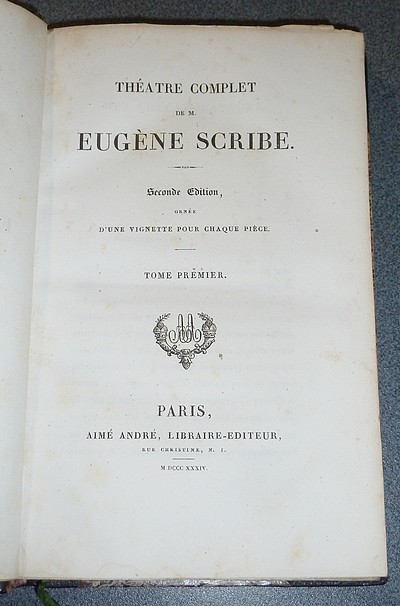 THÉATRE COMPLET
DE M.
EUGÈNE SCRIBE.
Seconde Edition,
ORNÉE
D'UNE VIGNETTE POUR CHAQUE PIÈCE.
TOME PREMIER.
PARIS,
AIMÉ ANDRÉ, LIBRAIRE-EDITEUR,
RUE CHRISTINE, N. 1.
M DCCC XXXIV.